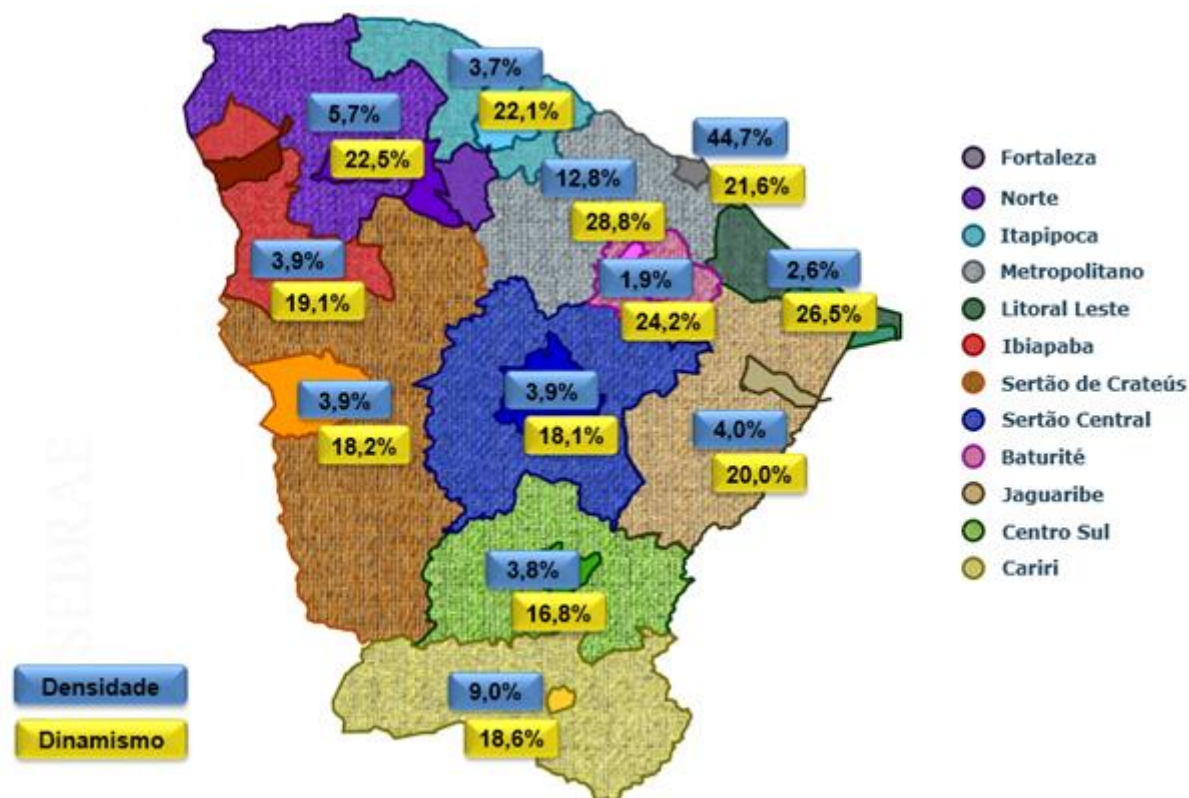 3,7%
22,1%
5,7%
22,5%
44,7%
21,6%
12,8%
28,8%
3,9%
19,1%
1,9%
24,2%
2,6%
26,5%
3,9%
18,2%
3,9%
18,1%
4,0%
20,0%
3,8%
16,8%
9,0%
18,6%
Fortaleza
Norte
Itapipoca
Metropolitano
Litoral Leste
Ibiapaba
Sertão de Crateús
Sertão Central
Baturité
Jaguaribe
Centro Sul
Cariri
SEBRAE
Densidade
Dinamismo